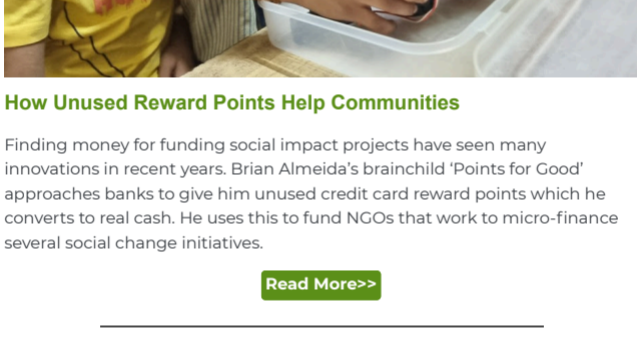 How Unused Reward Points Help Communities
Finding money for funding social impact projects have seen many
innovations in recent years. Brian Almeida’s brainchild ‘Points for Good’
approaches banks to give him unused credit card reward points which he
converts to real cash. He uses this to fund NGOs that work to micro-finance
several social change initiatives.
Read More>>